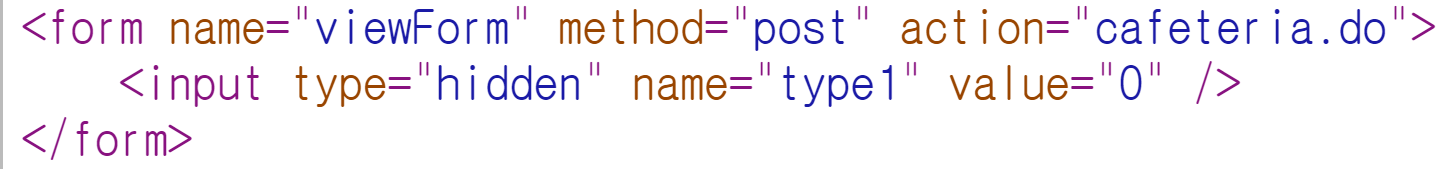 <form name="viewForm" method="post" action="cafeteria.do">
<input type="hidden" name="type1" value="0" />
</form>